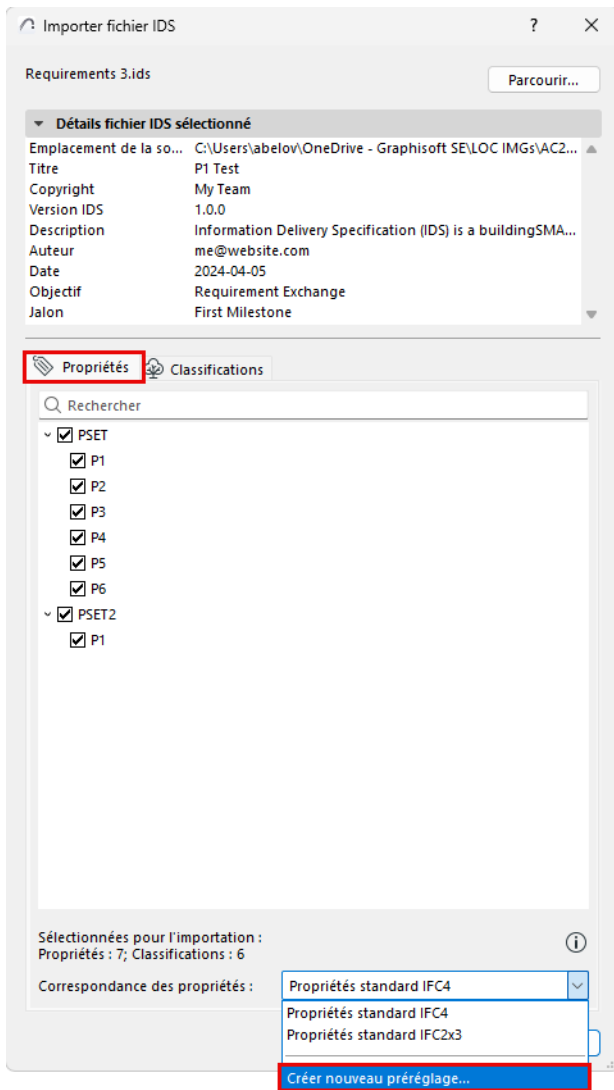 Importer fichier IDS ? ×
Requirements 3.ids
Parcourir...
Détails fichier IDS sélectionné
Emplacement de la so... C:\Users\abelov\OneDrive - Graphisoft SE\LOC IMGs\AC2...
Titre P1 Test
Copyright My Team
Version IDS 1.0.0
Description Information Delivery Specification (IDS) is a buildingSMA...
Auteur me@website.com
Date 2024-04-05
Objectif Requirement Exchange
Jalon First Milestone
Propriétés Classifications
Rechercher
PSET
P1
P2
P3
P4
P5
P6
PSET2
P1
Sélectionnées pour l'importation :
Propriétés : 7; Classifications : 6
Correspondance des propriétés : Propriétés standard IFC4
Propriétés standard IFC4
Propriétés standard IFC2x3
Créer nouveau préréglage...